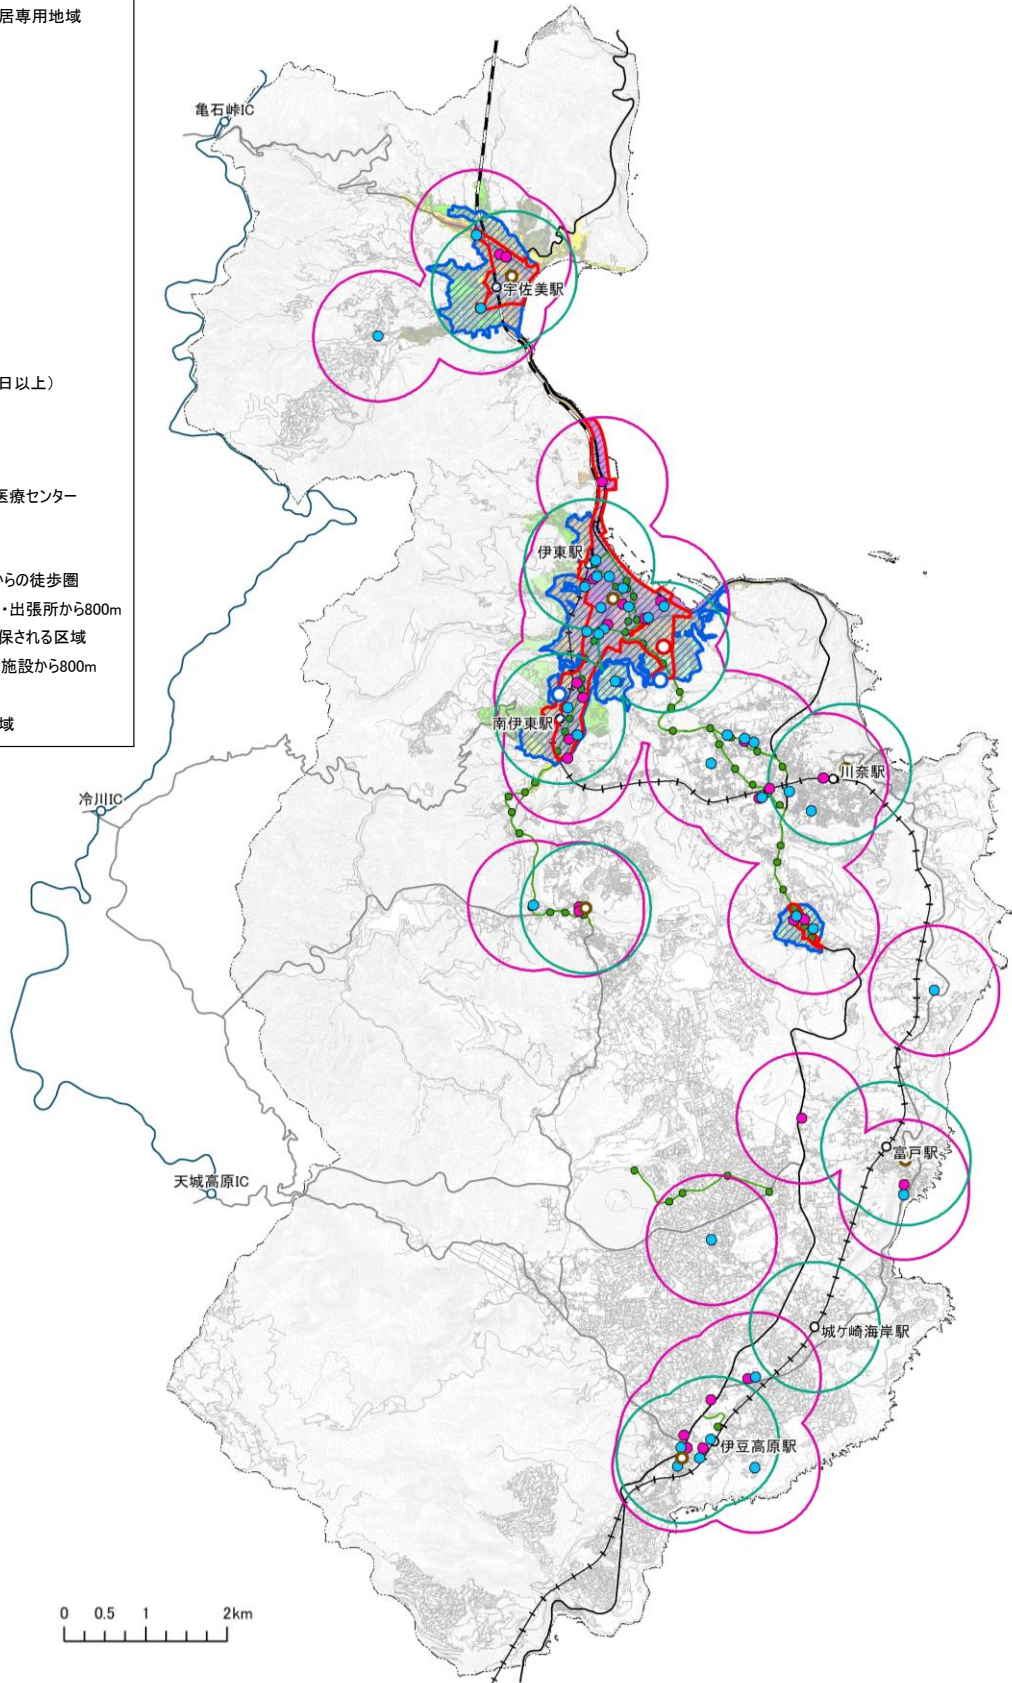 居専用地域
日以上）
医療センター
らの徒歩圏
・出張所から800m
保される区域
施設から800m
域
亀石峠IC
宇佐美駅
伊東駅
南伊東駅
川奈駅
冷川IC
富戸駅
天城高原IC
城ケ崎海岸駅
伊豆高原駅
0 0.5 1 2km